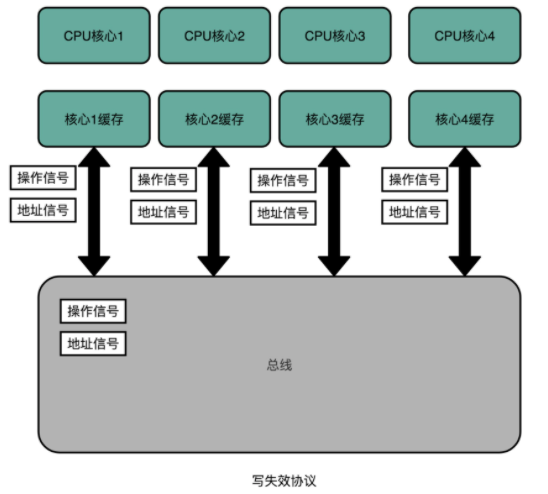 CPU核心1
CPU核心2
CPU核心3
CPU核心4
核心1缓存
核心2缓存
核心3缓存
核心4缓存
操作信号
地址信号
操作信号
地址信号
操作信号
地址信号
操作信号
地址信号
操作信号
地址信号
总线
写失效协议